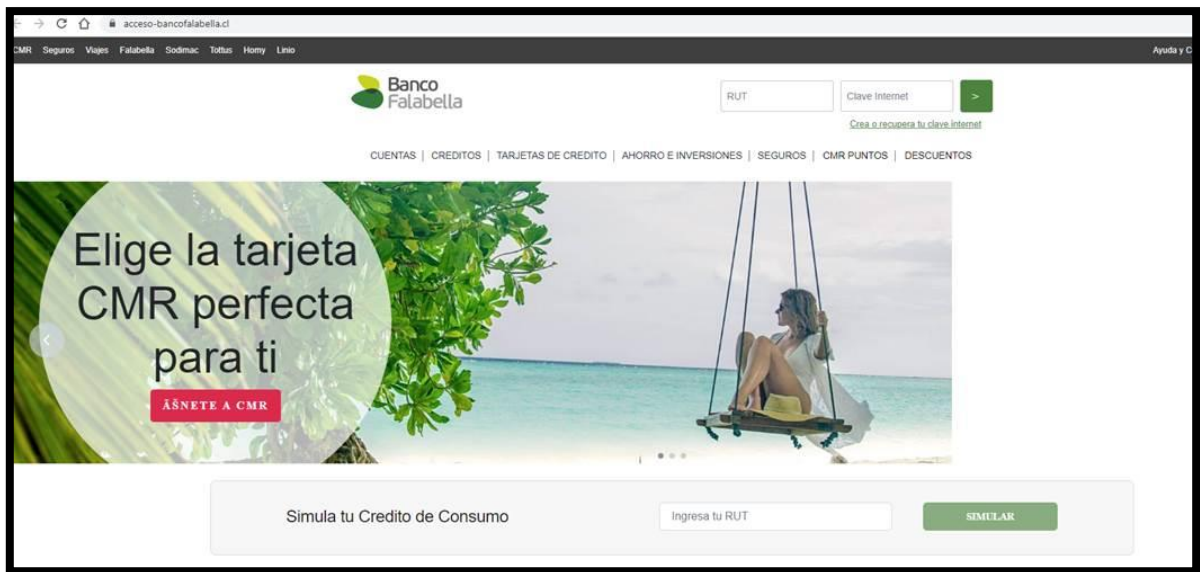 acceso-bancofalabella.cl
CMR Seguros Viajes Falabella Sodimac Tottus Homy Linio
Ayuda y C
Banco
Falabella
RUT
Clave Internet
>
Crea o recupera tu clave internet
CUENTAS | CREDITOS | TARJETAS DE CREDITO | AHORRO E INVERSIONES | SEGUROS | CMR PUNTOS | DESCUENTOS
Elige la tarjeta
CMR perfecta
para ti
ÃŠNETE A CMR
Simula tu Credito de Consumo
Ingresa tu RUT
SIMULAR